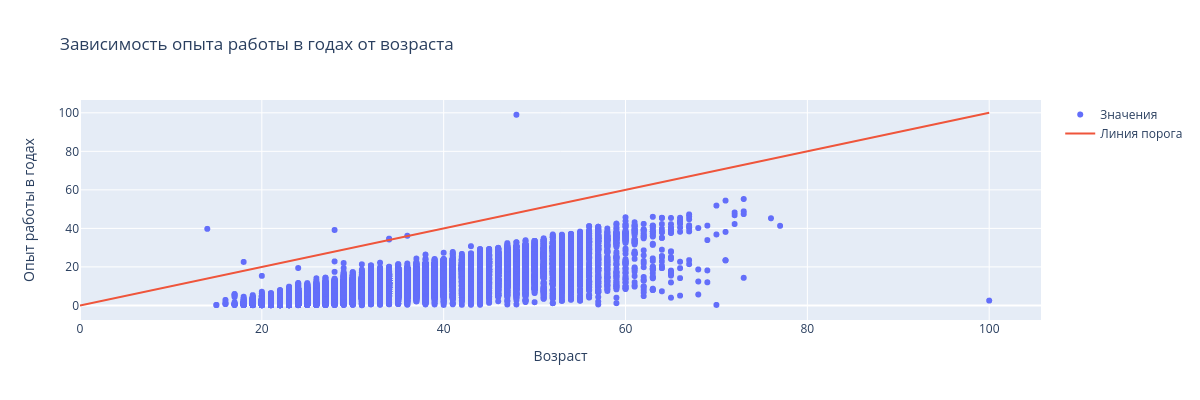 Зависимость опыта работы в годах от возраста
Опыт работы в годах
100
80
60
40
20
0
0
20
40
60
80
100
Возраст
Значения
Линия порога